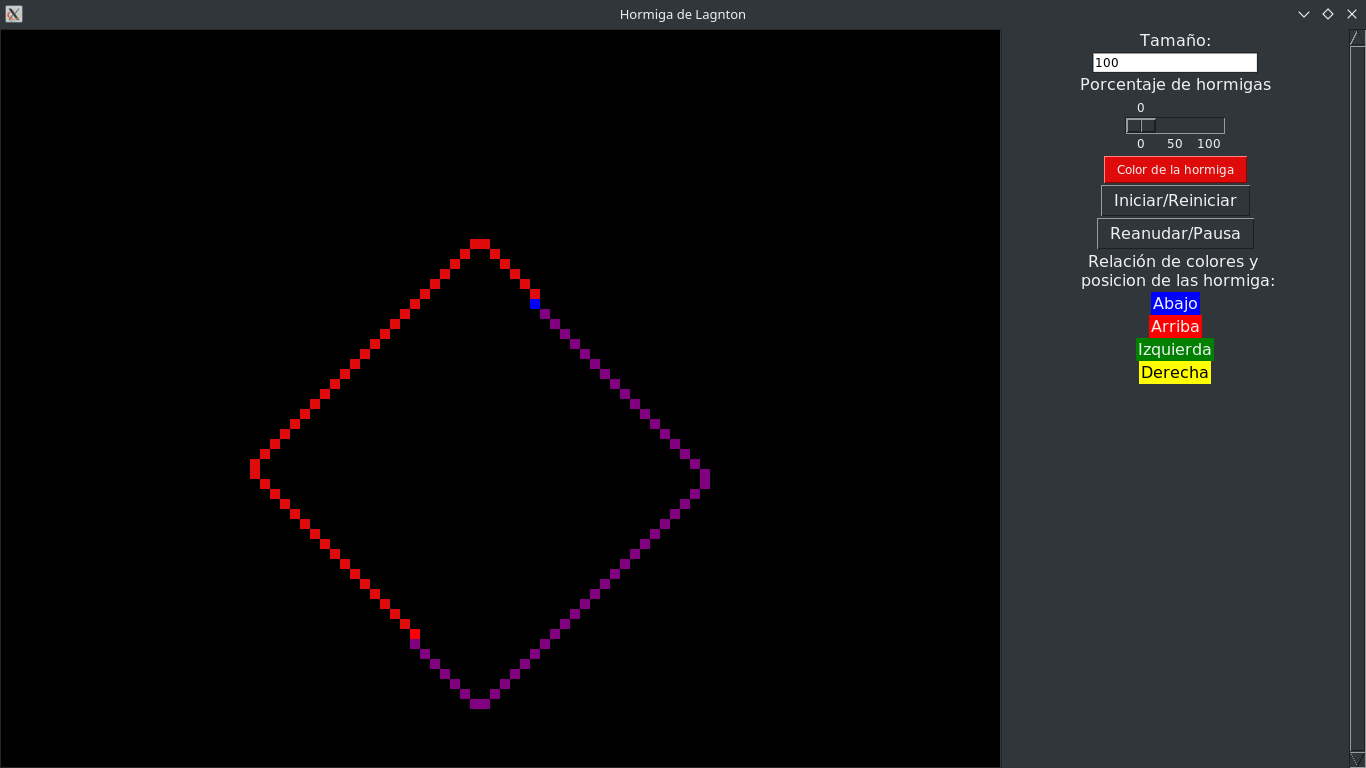 Hormiga de Lagnton
Tamaño:
100
Porcentaje de hormigas
0
0 50 100
Color de la hormiga
Iniciar/Reiniciar
Reanudar/Pausa
Relación de colores y
posicion de las hormiga:
Abajo
Arriba
Izquierda
Derecha